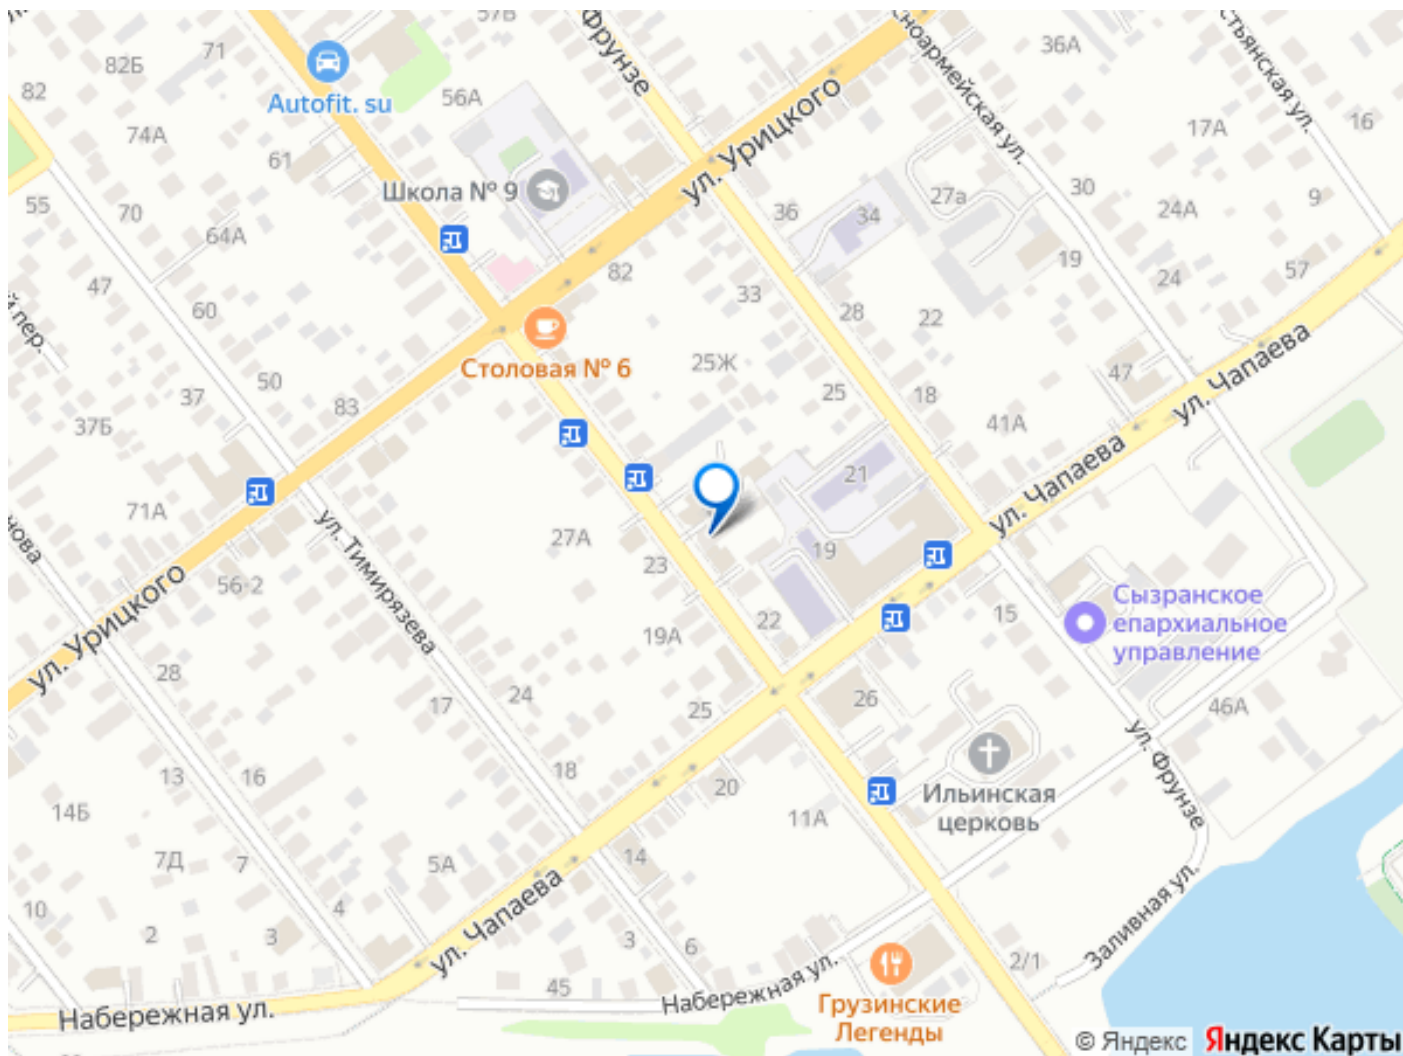 57В
Фрунзе
36А
71
82Б
82
Autofit. su
56А
74А
ул. Урицкого
17А
16
61
Школа № 9
27а
30
55
70
36
34
24А
9
64А
82
19
57
47
33
24
60
28
22
й пер.
Столовая № 6
25Ж
47
ул. Чапаева
50
37
25
18
83
37Б
41А
ул. Чапаева
21
71А
ул. Тимирязева
27А
19
23
56-2
Сызранское
епархиальное
управление
15
22
ул. Урицкого
19А
28
24
26
17
25
46А
ул. Фрунзе
13
16
18
20
Ильинская
церковь
14Б
11А
7Д
7
5А
14
10
4
2
3
ул. Чапаева
3
6
Заливная ул.
2/1
45
Набережная ул.
Набережная ул.
Грузинские
Легенды
© Яндекс Яндекс Карты